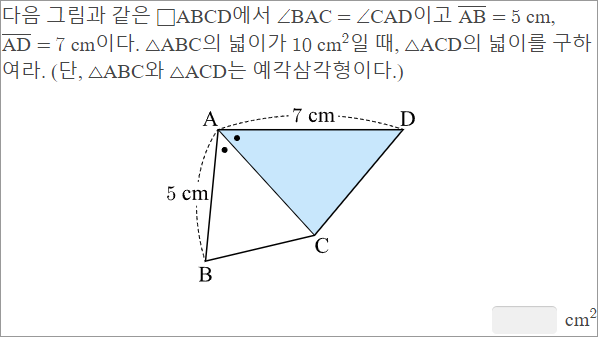 다음 그림과 같은 □ABCD에서 ∠BAC = ∠CAD이고 A̅B̅ = 5 cm,
A̅D̅ = 7 cm이다. △ABC의 넓이가 10 cm²일 때, △ACD의 넓이를 구하
여라. (단, △ABC와 △ACD는 예각삼각형이다.)
A 7 cm D
5 cm
C
B
cm²